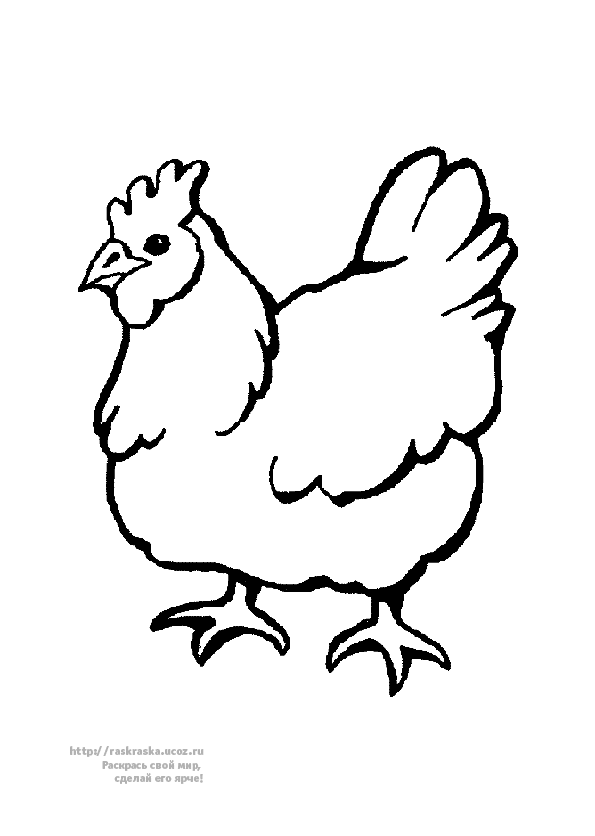 http://raskraska.ucoz.ru
Раскрась свой мир,
сделай его ярче!